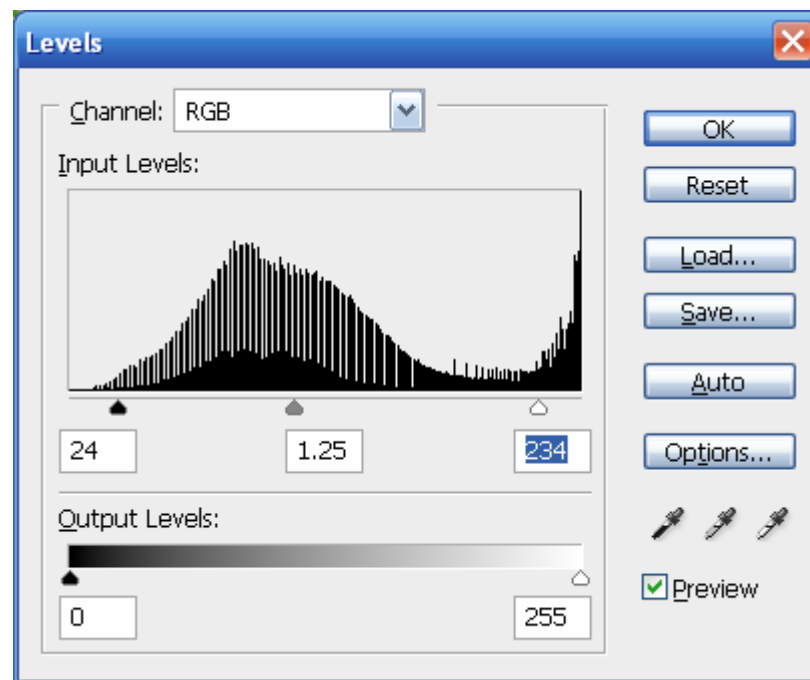 Levels
Channel: RGB
OK
Input Levels:
Reset
Load...
Save...
Auto
24 1.25 234
Options...
Output Levels:
Preview
0 255